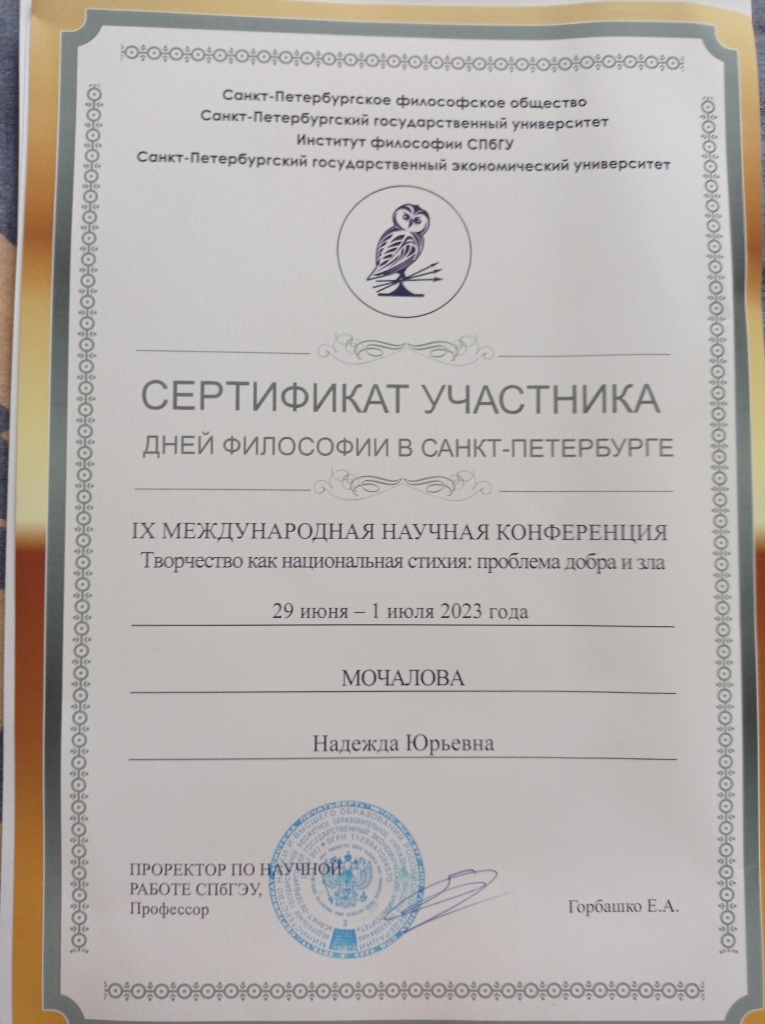 Санкт-Петербургское философское общество
Санкт-Петербургский государственный университет
Институт философии СПбГУ
Санкт-Петербургский государственный экономический университет
СЕРТИФИКАТ УЧАСТНИКА
ДНЕЙ ФИЛОСОФИИ В САНКТ-ПЕТЕРБУРГЕ
IX МЕЖДУНАРОДНАЯ НАУЧНАЯ КОНФЕРЕНЦИЯ
Творчество как национальная стихия: проблема добра и зла
29 июня – 1 июля 2023 года
МОЧАЛОВА
Надежда Юрьевна
ПРОРЕКТОР ПО НАУЧНОЙ
РАБОТЕ СПбГЭУ,
Профессор
Горбашко Е.А.